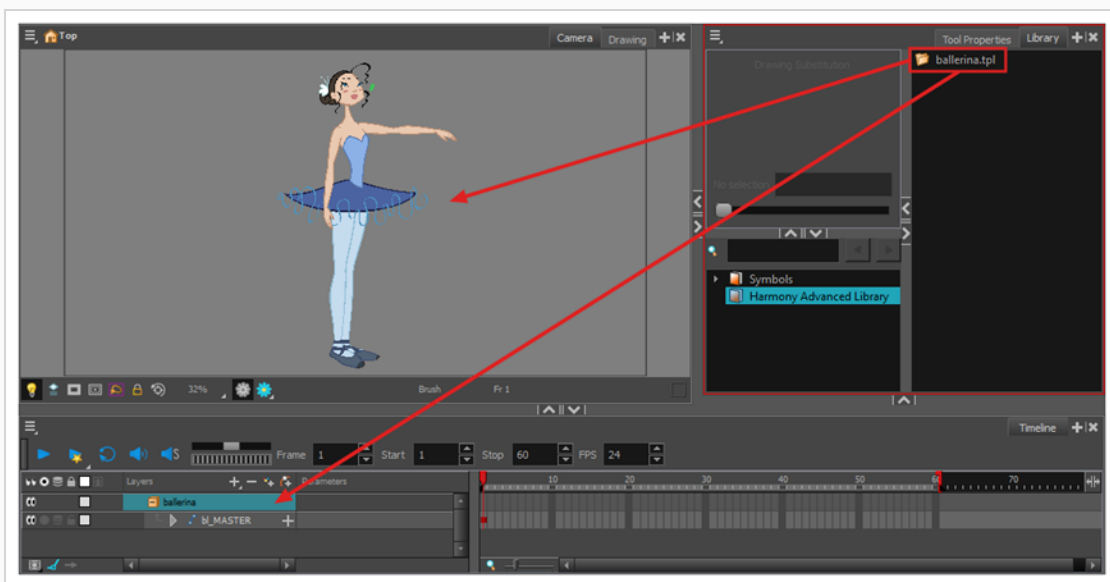 Top
Camera
Drawing
Tool Properties
Library
Drawing Substitution
ballerina.tpl
No selection
Symbols
Harmony Advanced Library
32%
Brush
Fr 1
Timeline
Frame 1 Start 1 Stop 60 FPS 24
Layers
Parameters
10 20 30 40 50 60 70
ballerina
bl_MASTER